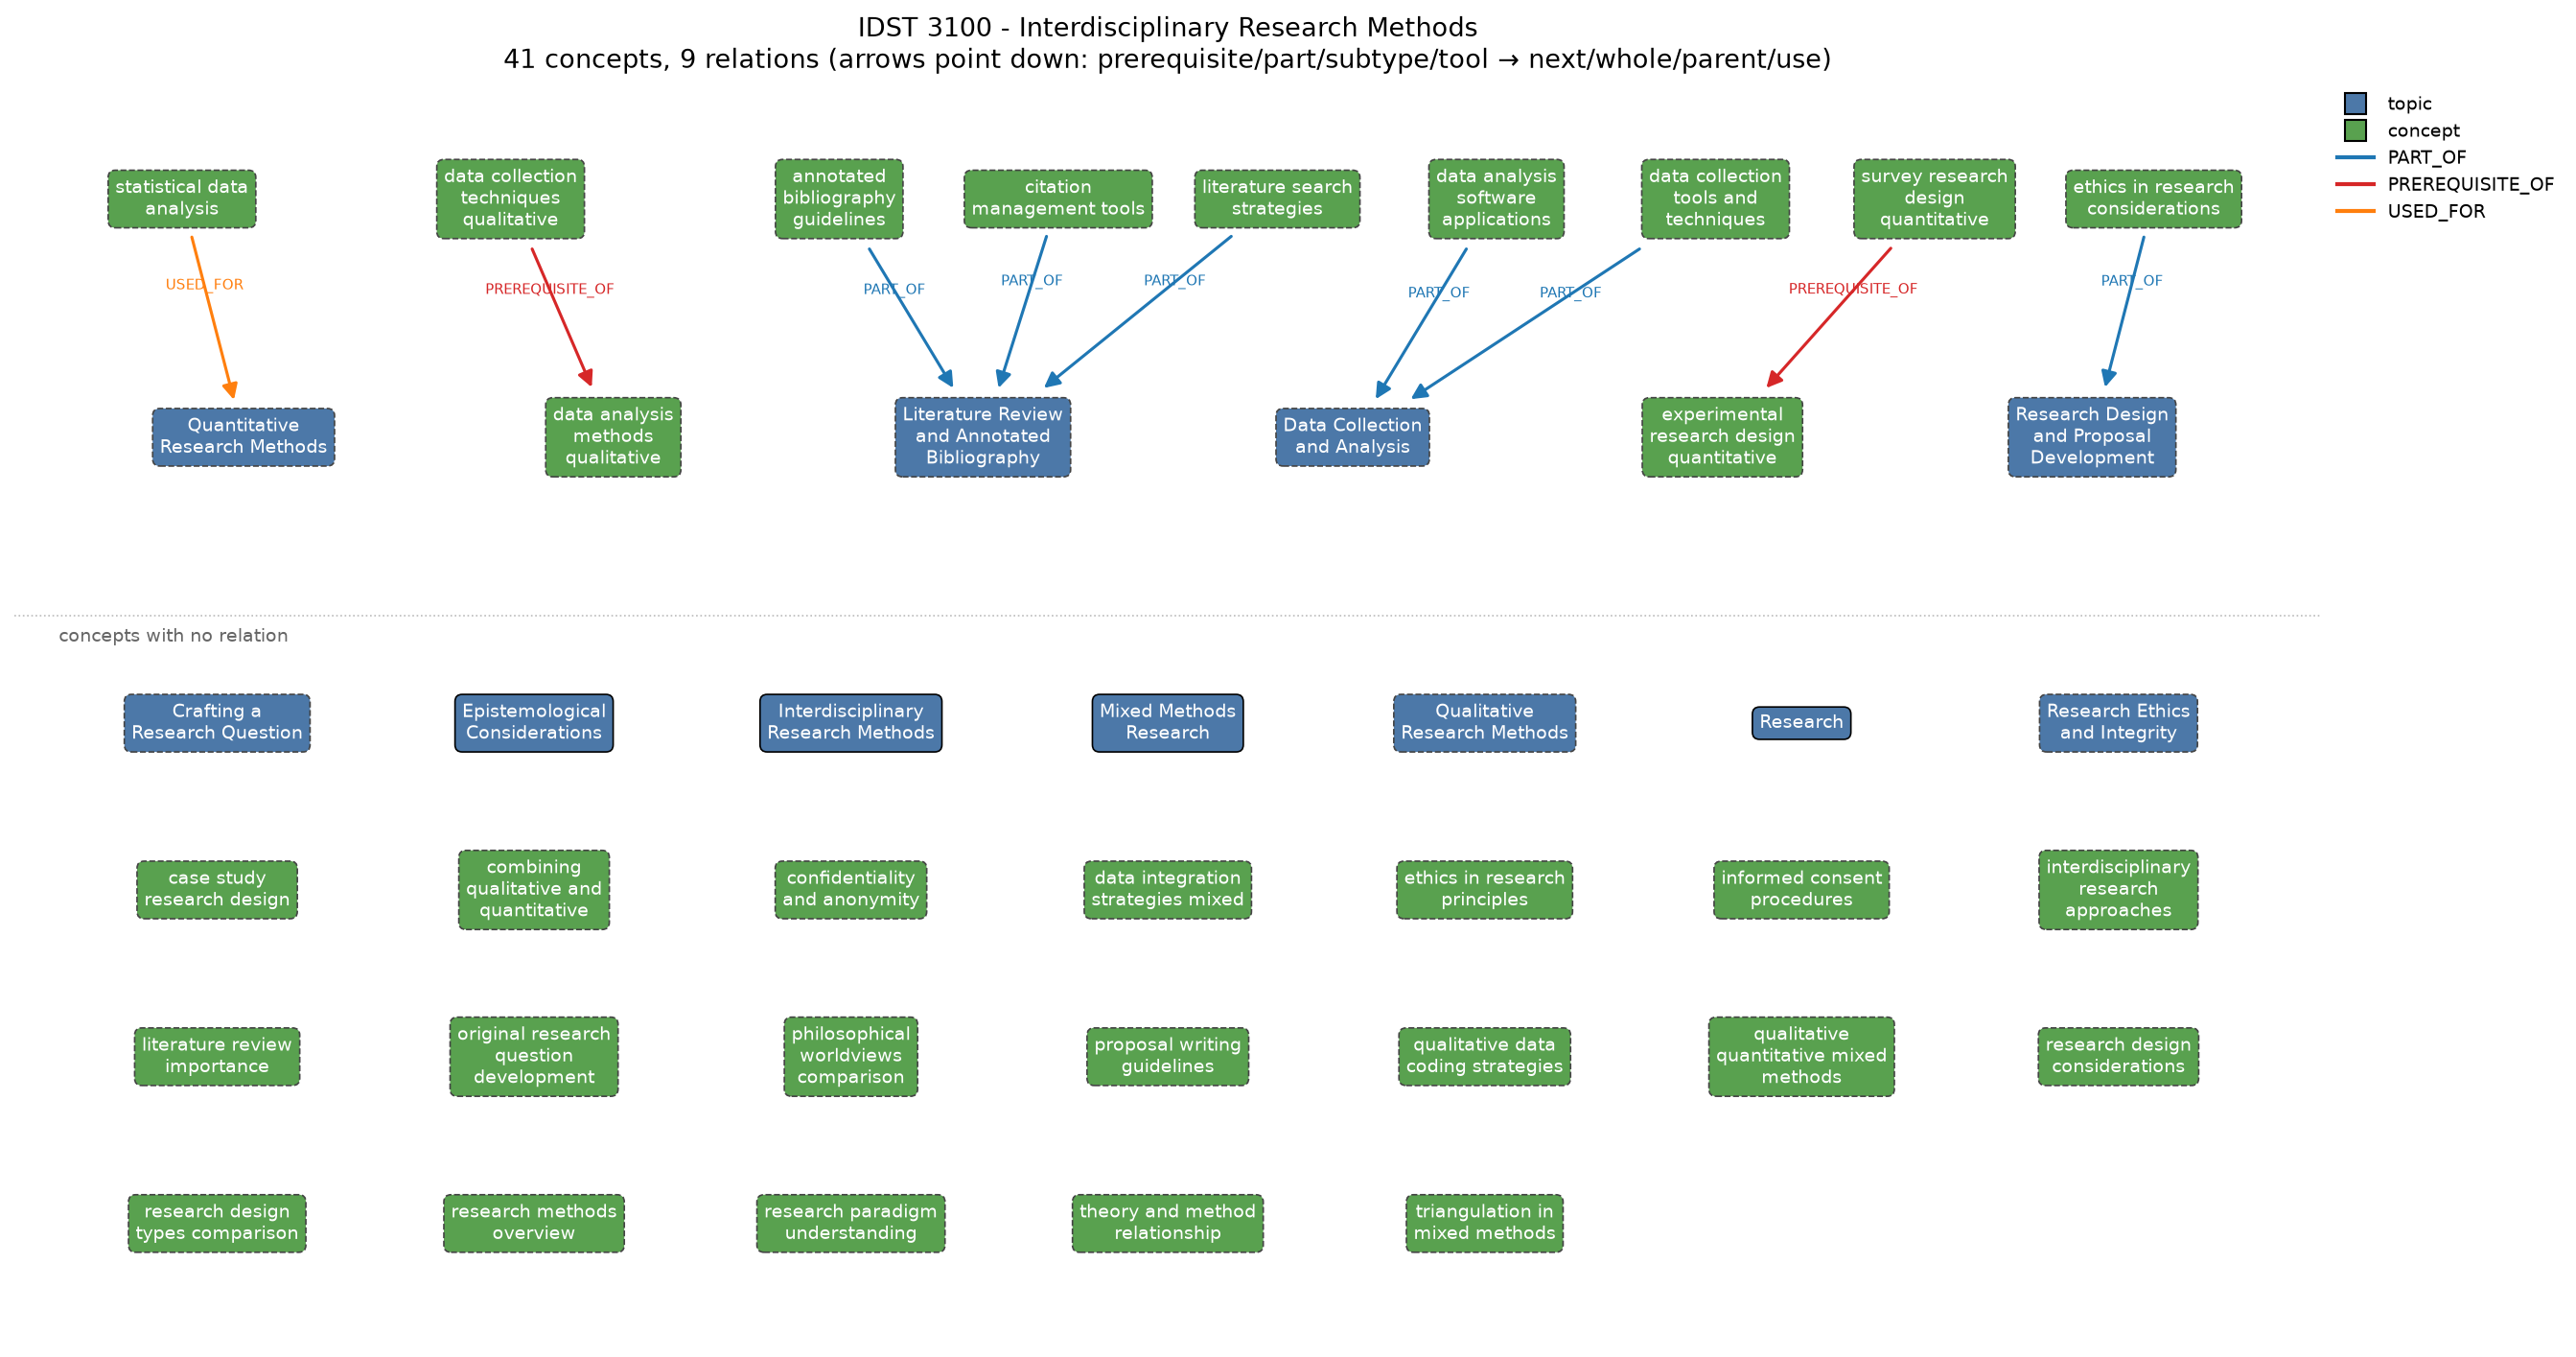 IDST 3100 - Interdisciplinary Research Methods
41 concepts, 9 relations (arrows point down: prerequisite/part/subtype/tool → next/whole/parent/use)
topic
concept
PART_OF
PREREQUISITE_OF
USED_FOR
statistical data
analysis
data collection
techniques
qualitative
annotated
bibliography
guidelines
citation
management tools
literature search
strategies
data analysis
software
applications
data collection
tools and
techniques
survey research
design
quantitative
ethics in research
considerations
USED_FOR
PREREQUISITE_OF
PART_OF
PART_OF
PART_OF
PART_OF
PART_OF
PREREQUISITE_OF
PART_OF
Quantitative
Research Methods
data analysis
methods
qualitative
Literature Review
and Annotated
Bibliography
Data Collection
and Analysis
experimental
research design
quantitative
Research Design
and Proposal
Development
concepts with no relation
Crafting a
Research Question
Epistemological
Considerations
Interdisciplinary
Research Methods
Mixed Methods
Research
Qualitative
Research Methods
Research
Research Ethics
and Integrity
case study
research design
combining
qualitative and
quantitative
confidentiality
and anonymity
data integration
strategies mixed
ethics in research
principles
informed consent
procedures
interdisciplinary
research
approaches
literature review
importance
original research
question
development
philosophical
worldviews
comparison
proposal writing
guidelines
qualitative data
coding strategies
qualitative
quantitative mixed
methods
research design
considerations
research design
types comparison
research methods
overview
research paradigm
understanding
theory and method
relationship
triangulation in
mixed methods